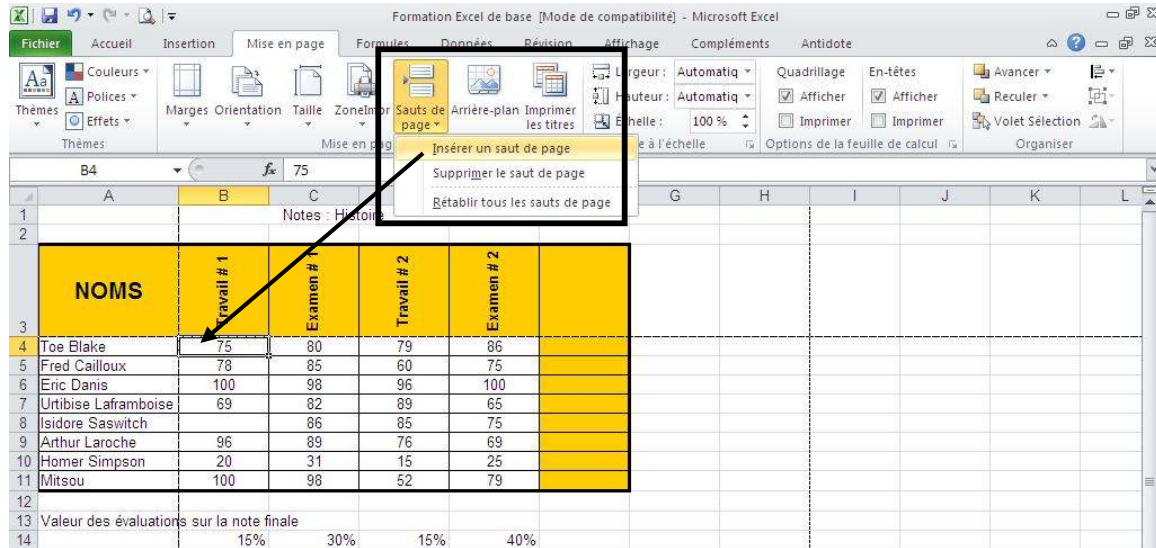 Formation Excel de base [Mode de compatibilité] - Microsoft Excel
Fichier Accueil Insertion Mise en page Formules Données Révision Affichage Compléments Antidote
Couleurs Largeur : Automatiq Quadrillage En-têtes Avancer
Polices Hauteur : Automatiq Afficher Afficher Reculer
Thèmes Marges Orientation Taille ZoneImpr Sauts de page Arrière-plan Imprimer les titres
Effets Échelle : 100 % Imprimer Imprimer Volet Sélection
Thèmes Mise en pag e à l'échelle Options de la feuille de calcul Organiser
Insérer un saut de page
Supprimer le saut de page
Rétablir tous les sauts de page
B4 fx 75
A B C G H I J K L
1 Notes : Histoire
2
3 NOMS Travail # 1 Examen # 1 Travail # 2 Examen # 2
4 Toe Blake 75 80 79 86
5 Fred Cailloux 78 85 60 75
6 Eric Danis 100 98 96 100
7 Urtibise Laframboise 69 82 89 65
8 Isidore Saswitch 86 85 75
9 Arthur Laroche 96 89 76 69
10 Homer Simpson 20 31 15 25
11 Mitsou 100 98 52 79
12
13 Valeur des évaluations sur la note finale
14 15% 30% 15% 40%